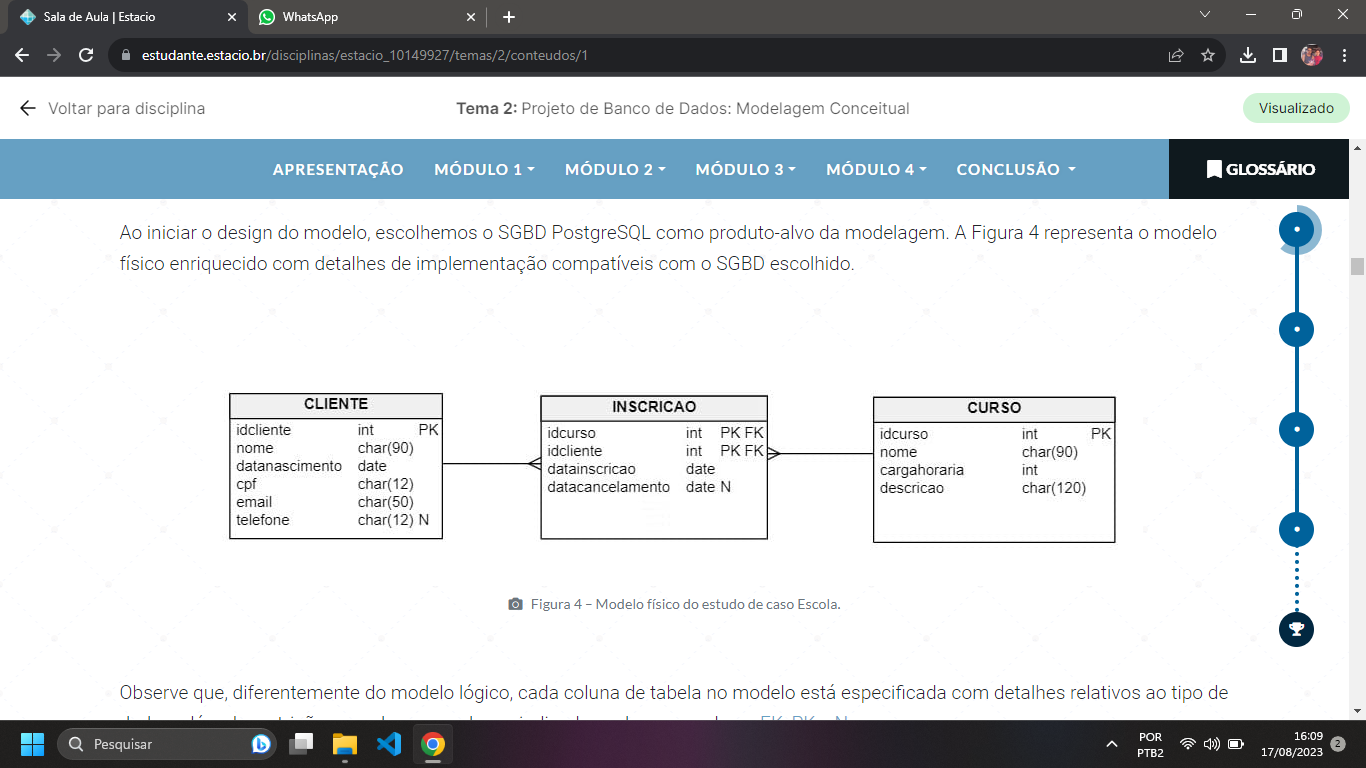 Sala de Aula | Estacio
WhatsApp
estudante.estacio.br/disciplinas/estacio_10149927/temas/2/conteudos/1
Voltar para disciplina
Tema 2: Projeto de Banco de Dados: Modelagem Conceitual
Visualizado
APRESENTAÇÃO MÓDULO 1 MÓDULO 2 MÓDULO 3 MÓDULO 4 CONCLUSÃO
GLOSSÁRIO
Ao iniciar o design do modelo, escolhemos o SGBD PostgreSQL como produto-alvo da modelagem. A Figura 4 representa o modelo
físico enriquecido com detalhes de implementação compatíveis com o SGBD escolhido.
CLIENTE
idcliente int PK
nome char(90)
datanascimento date
cpf char(12)
email char(50)
telefone char(12) N
INSCRICAO
idcurso int PK FK
idcliente int PK FK
datainscricao date
datacancelamento date N
CURSO
idcurso int PK
nome char(90)
cargahoraria int
descricao char(120)
Figura 4 – Modelo físico do estudo de caso Escola.
Observe que, diferentemente do modelo lógico, cada coluna de tabela no modelo está especificada com detalhes relativos ao tipo de
Pesquisar
POR
PTB2
16:09
17/08/2023
2